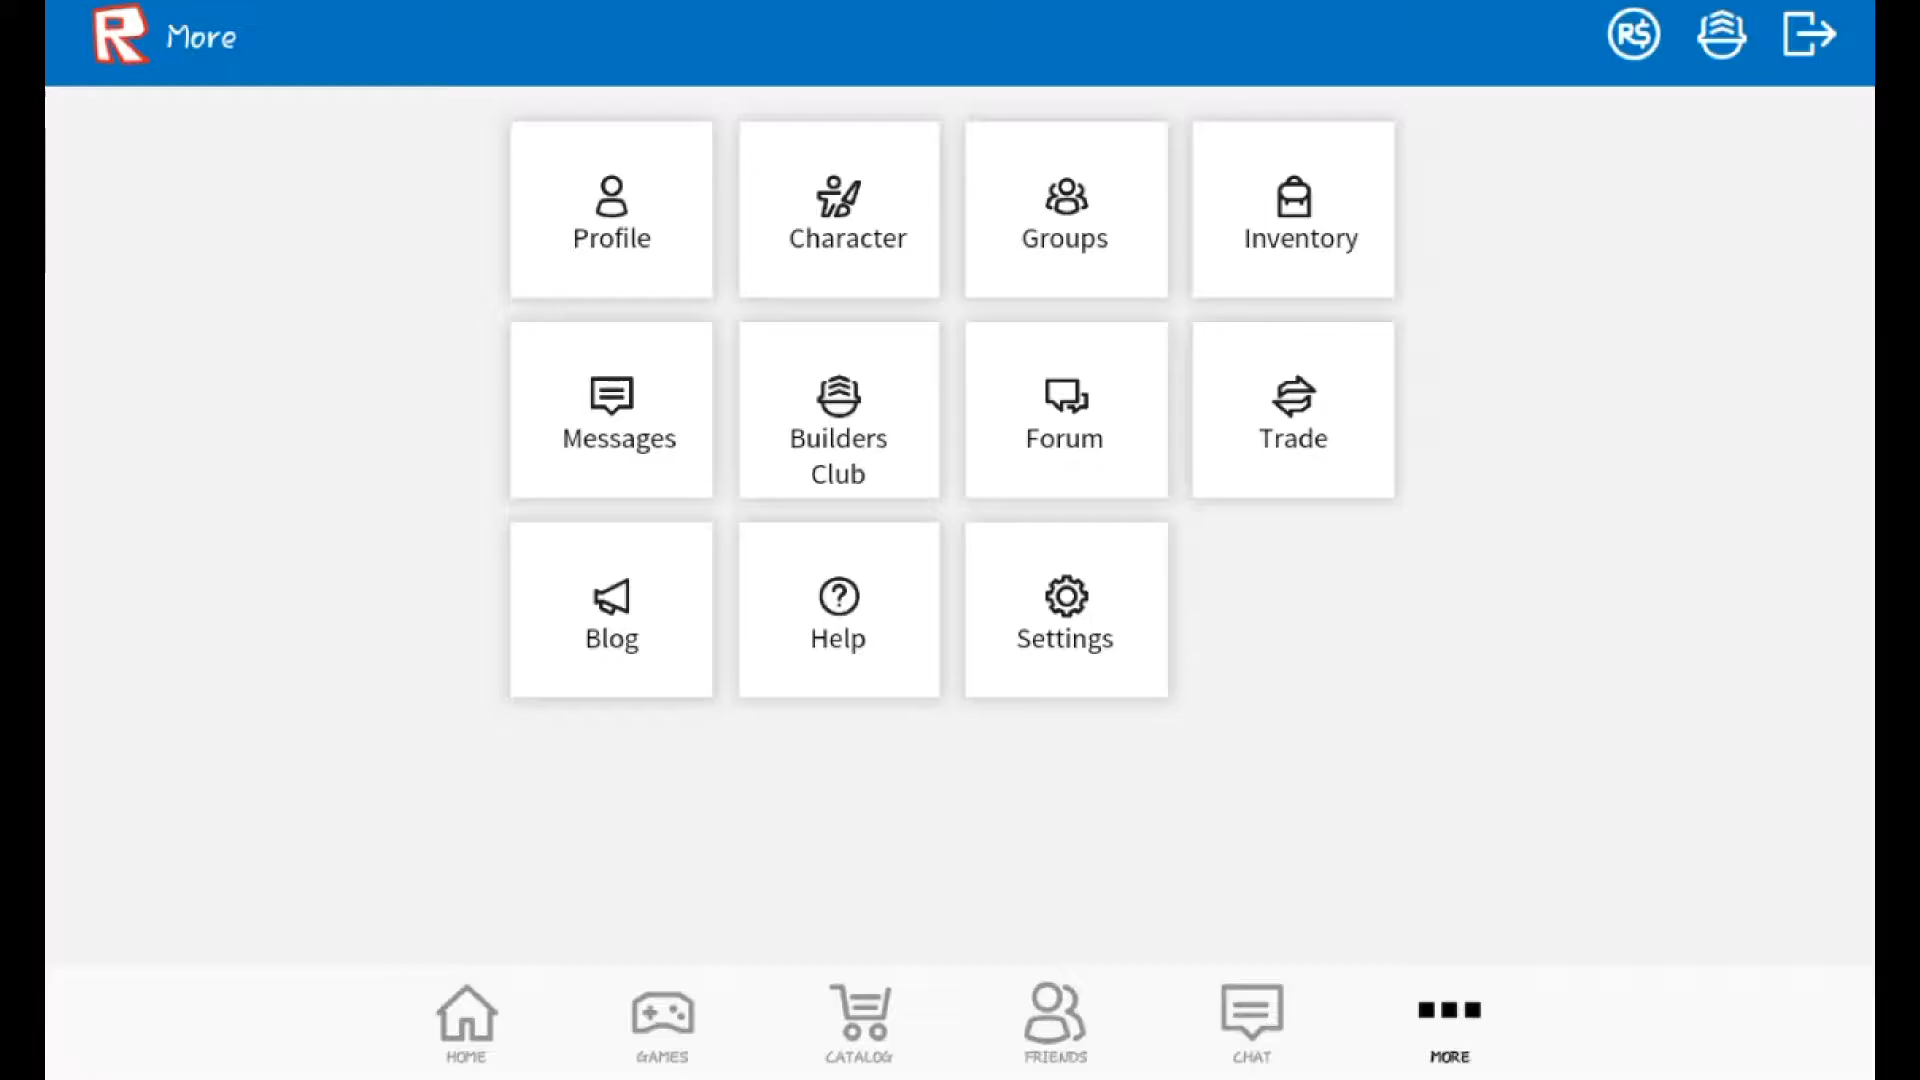 R More R$
Profile Character Groups Inventory
Messages Builders Club Forum Trade
Blog Help Settings
HOME GAMES CATALOG FRIENDS CHAT MORE